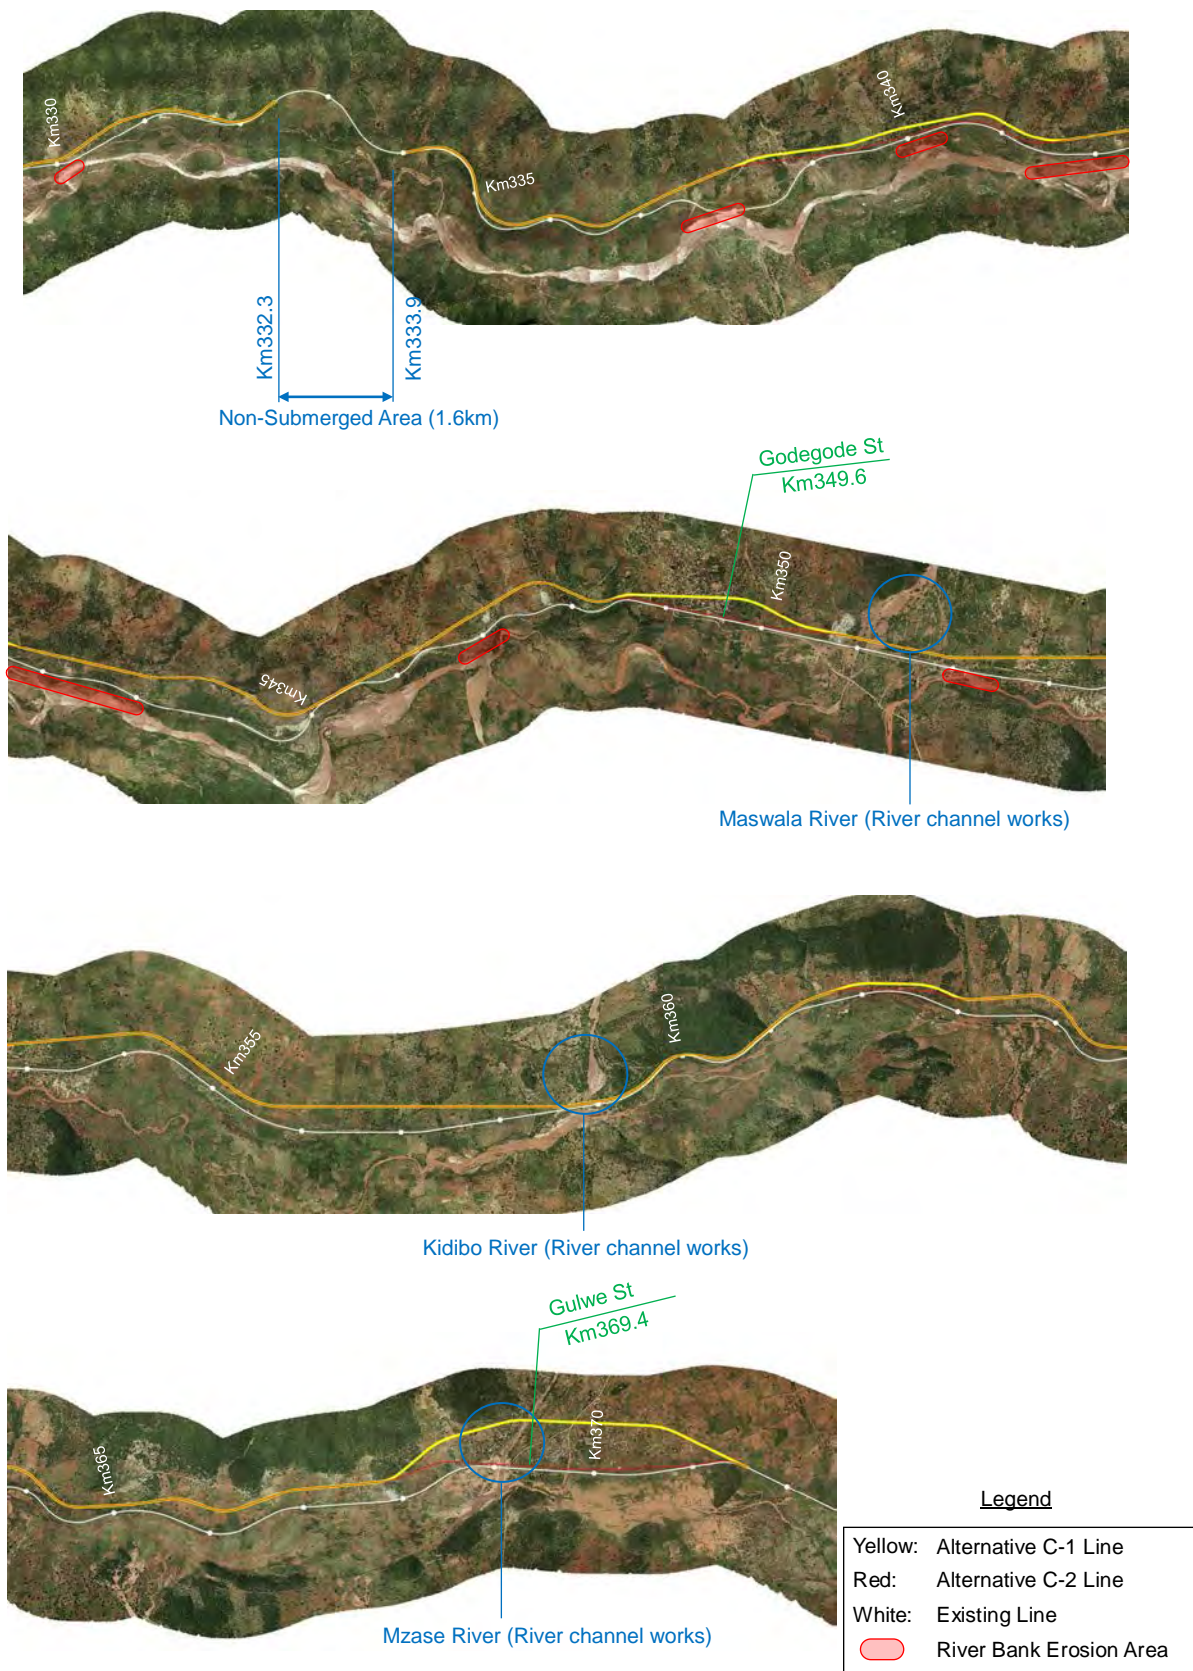 Km330
Km335
Km340
Km332.3
Km333.9
Non-Submerged Area (1.6km)
Godegode St
Km349.6
Km345
Km350
Maswala River (River channel works)
Km355
Km360
Kidibo River (River channel works)
Gulwe St
Km369.4
Km365
Km370
Mzase River (River channel works)
Legend
Yellow: Alternative C-1 Line
Red: Alternative C-2 Line
White: Existing Line
River Bank Erosion Area